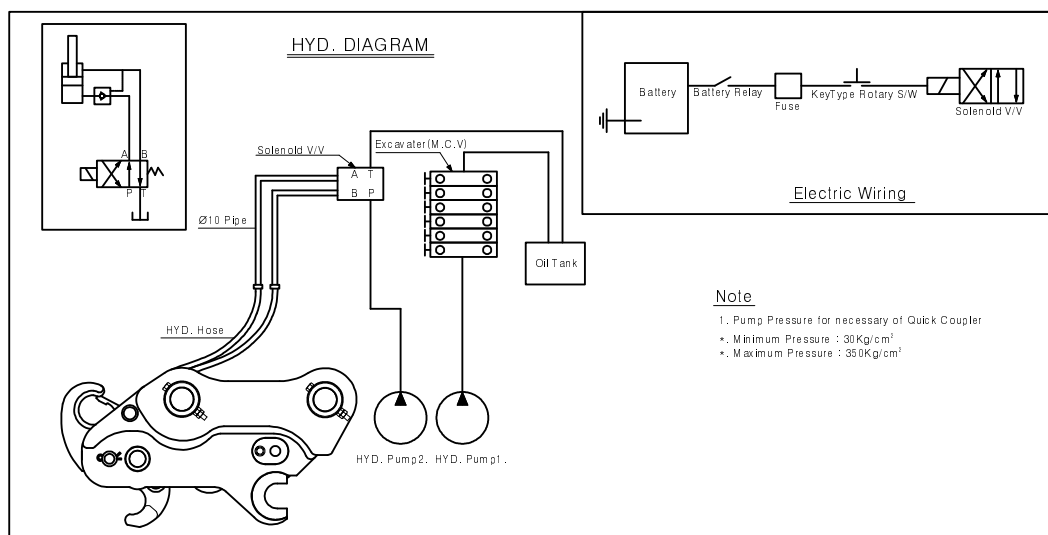 HYD. DIAGRAM
A B
P T
Solenold V/V
A T
B P
Excavater(M.C.V)
Ø10 Pipe
HYD. Hose
Oil Tank
HYD. Pump2. HYD. Pump1.
Battery
Battery Relay
Fuse
KeyType Rotary S/W
Solenold V/V
Electric Wiring
Note
1. Pump Pressure for necessary of Quick Coupler
*. Minimum Pressure : 30Kg/cm²
*. Maximum Pressure : 350Kg/cm²